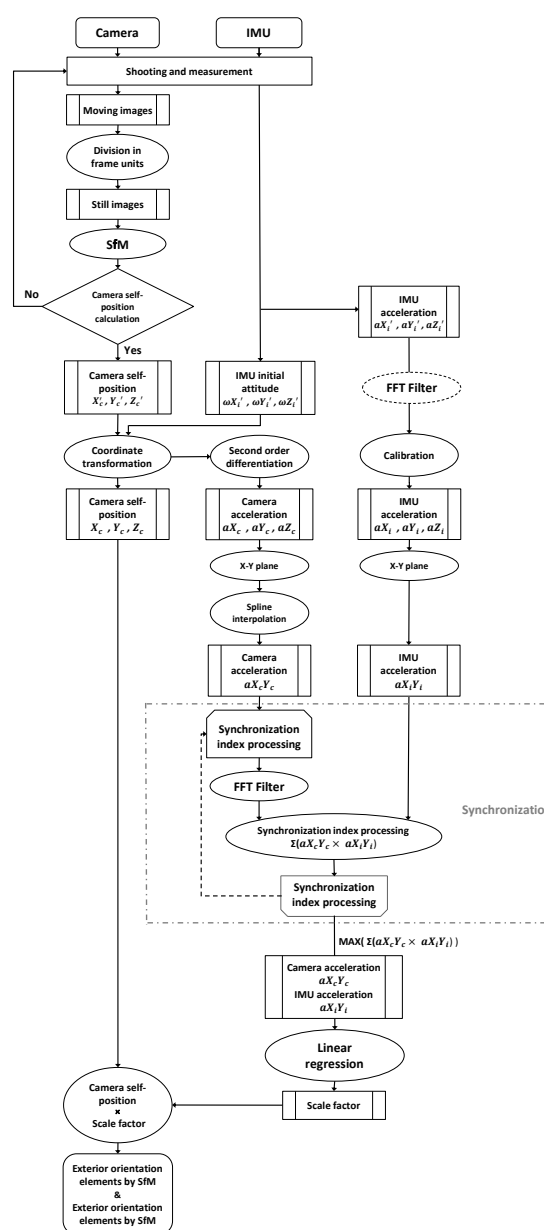 Camera
IMU
Shooting and measurement
Moving images
Division in
frame units
Still images
SfM
No
Camera self-
position
calculation
Yes
IMU
acceleration
aX_i′ , aY_i′, aZ_i′
Camera self-
position
X_c′, Y_c′, Z_c′
IMU initial
attitude
ωX_i′, ωY_i′, ωZ_i′
FFT Filter
Coordinate
transformation
Second order
differentiation
Calibration
Camera self-
position
X_c , Y_c , Z_c
Camera
acceleration
aX_c , aY_c , aZ_c
IMU
acceleration
aX_i , aY_i, aZ_i
X-Y plane
X-Y plane
Spline
interpolation
Camera
acceleration
aX_cY_c
IMU
acceleration
aX_iY_i
Synchronization
index processing
FFT Filter
Synchronizatio
Synchronization index processing
Σ(aX_cY_c × aX_iY_i)
Synchronization
index processing
MAX( Σ(aX_cY_c × aX_iY_i) )
Camera acceleration
aX_cY_c
IMU acceleration
aX_iY_i
Linear
regression
Camera self-
position
×
Scale factor
Scale factor
Exterior orientation
elements by SfM
&
Exterior orientation
elements by SfM